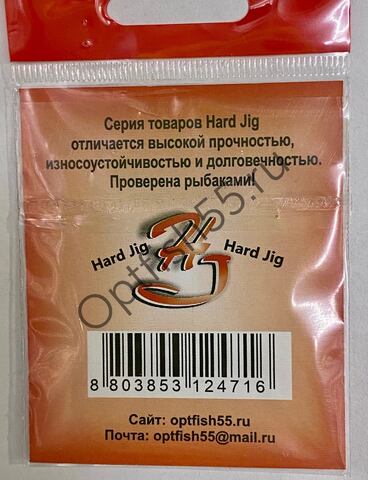 Серия товаров Hard Jig
отличается высокой прочностью,
износоустойчивостью и долговечностью.
Проверена рыбаками!
Hard Jig
HJ
Hard Jig
Optfish55.ru
8 803853 124716
Сайт: optfish55.ru
Почта: optfish55@mail.ru